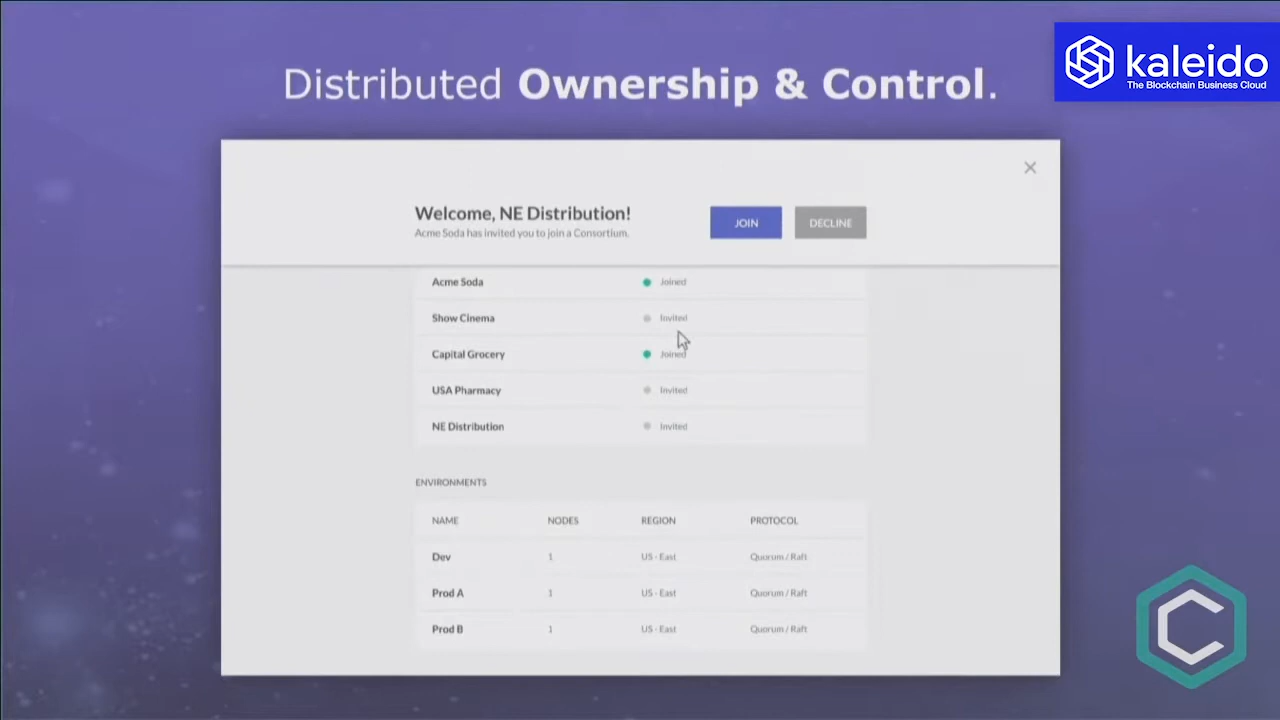 Distributed Ownership & Control.
kaleido
The Blockchain Business Cloud
Welcome, NE Distribution!
Acme Soda has invited you to join a Consortium.
JOIN
DECLINE
Acme Soda Joined
Show Cinema Invited
Capital Grocery Joined
USA Pharmacy Invited
NE Distribution Invited
ENVIRONMENTS
NAME NODES REGION PROTOCOL
Dev 1 US - East Quorum / Raft
Prod A 1 US - East Quorum / Raft
Prod B 1 US - East Quorum / Raft